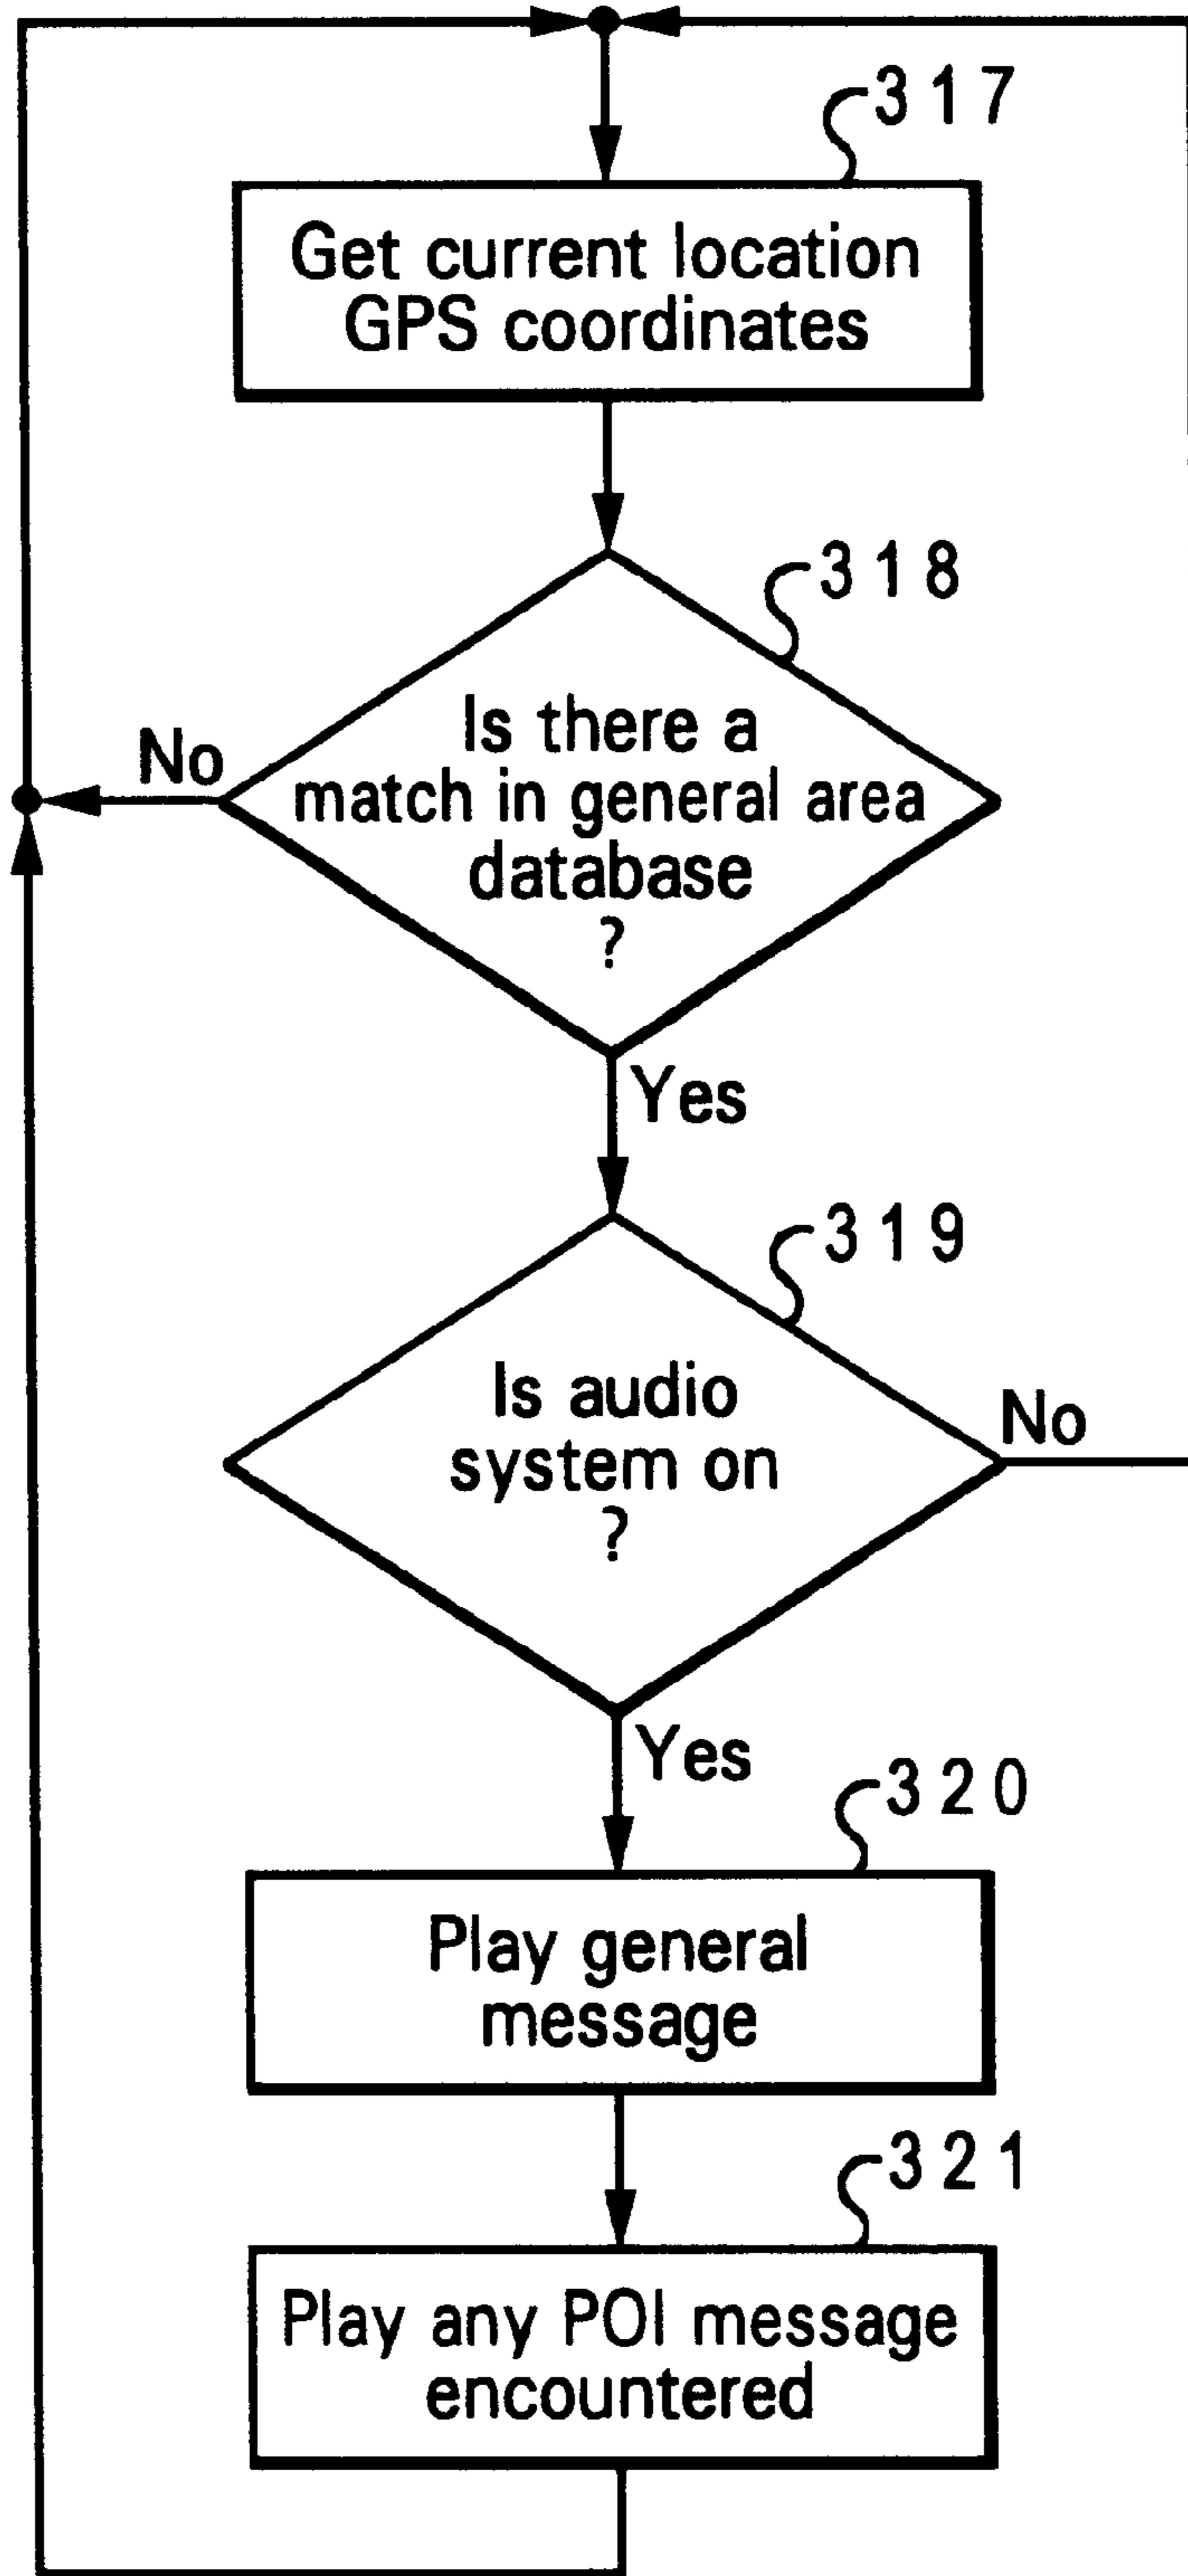 317
Get current location
GPS coordinates
318
Is there a
match in general area
database
?
No
Yes
319
Is audio
system on
?
No
Yes
320
Play general
message
321
Play any POI message
encountered